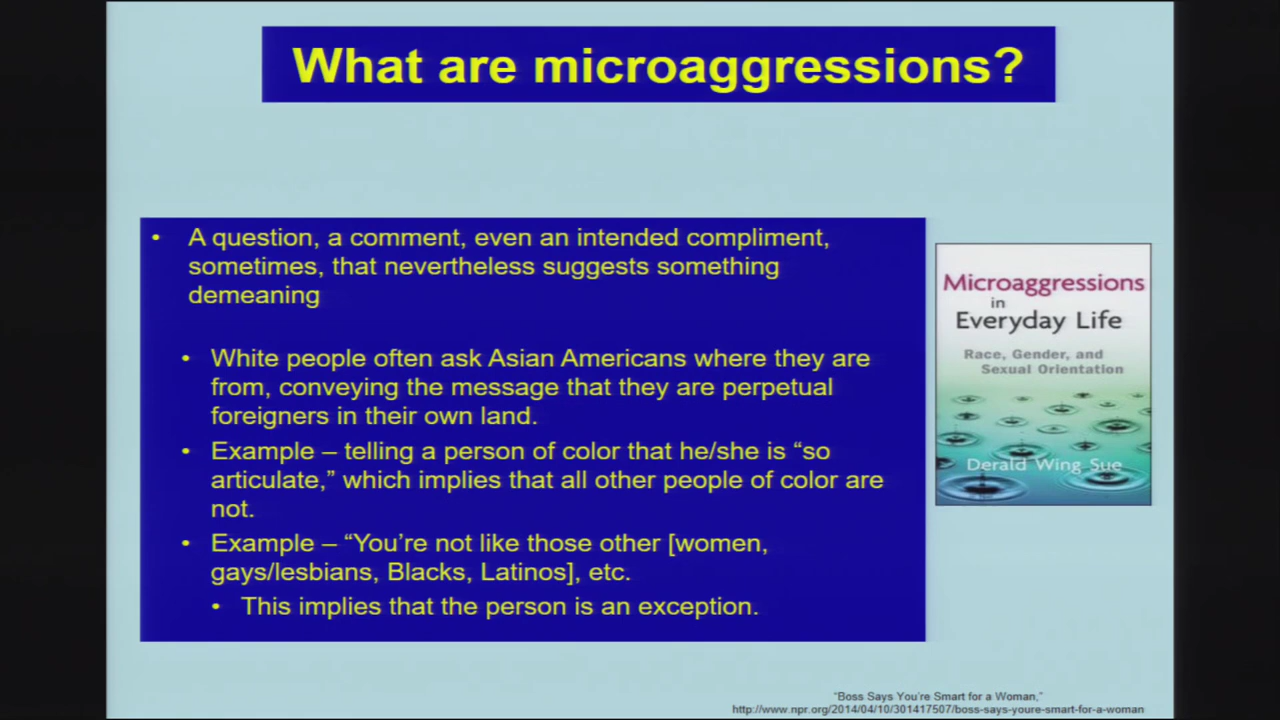 What are microaggressions?
• A question, a comment, even an intended compliment,
sometimes, that nevertheless suggests something
demeaning
• White people often ask Asian Americans where they are
from, conveying the message that they are perpetual
foreigners in their own land.
• Example – telling a person of color that he/she is “so
articulate,” which implies that all other people of color are
not.
• Example – “You’re not like those other [women,
gays/lesbians, Blacks, Latinos], etc.
• This implies that the person is an exception.
Microaggressions
in
Everyday Life
Race, Gender, and
Sexual Orientation
Derald Wing Sue
“Boss Says You’re Smart for a Woman,”
http://www.npr.org/2014/04/10/301417507/boss-says-youre-smart-for-a-woman